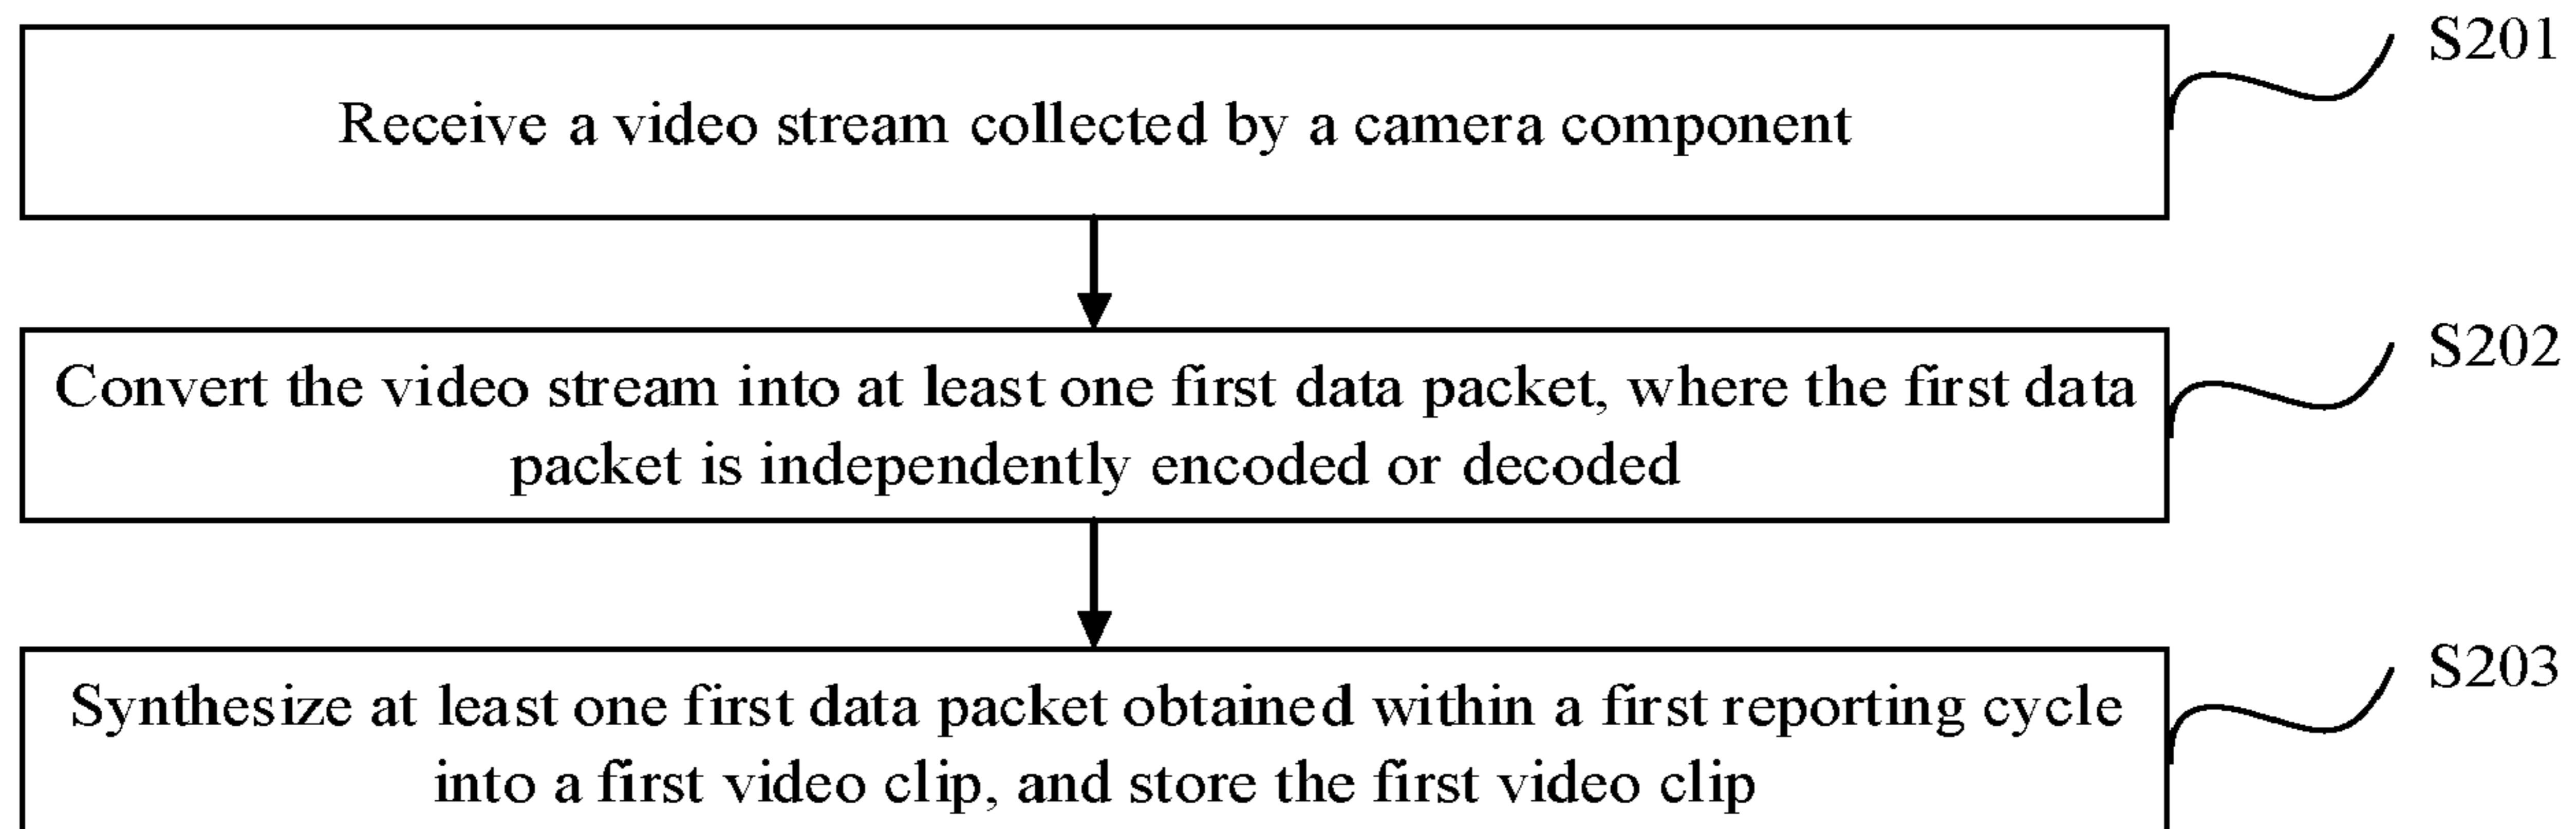 S201
Receive a video stream collected by a camera component
S202
Convert the video stream into at least one first data packet, where the first data
packet is independently encoded or decoded
S203
Synthesize at least one first data packet obtained within a first reporting cycle
into a first video clip, and store the first video clip